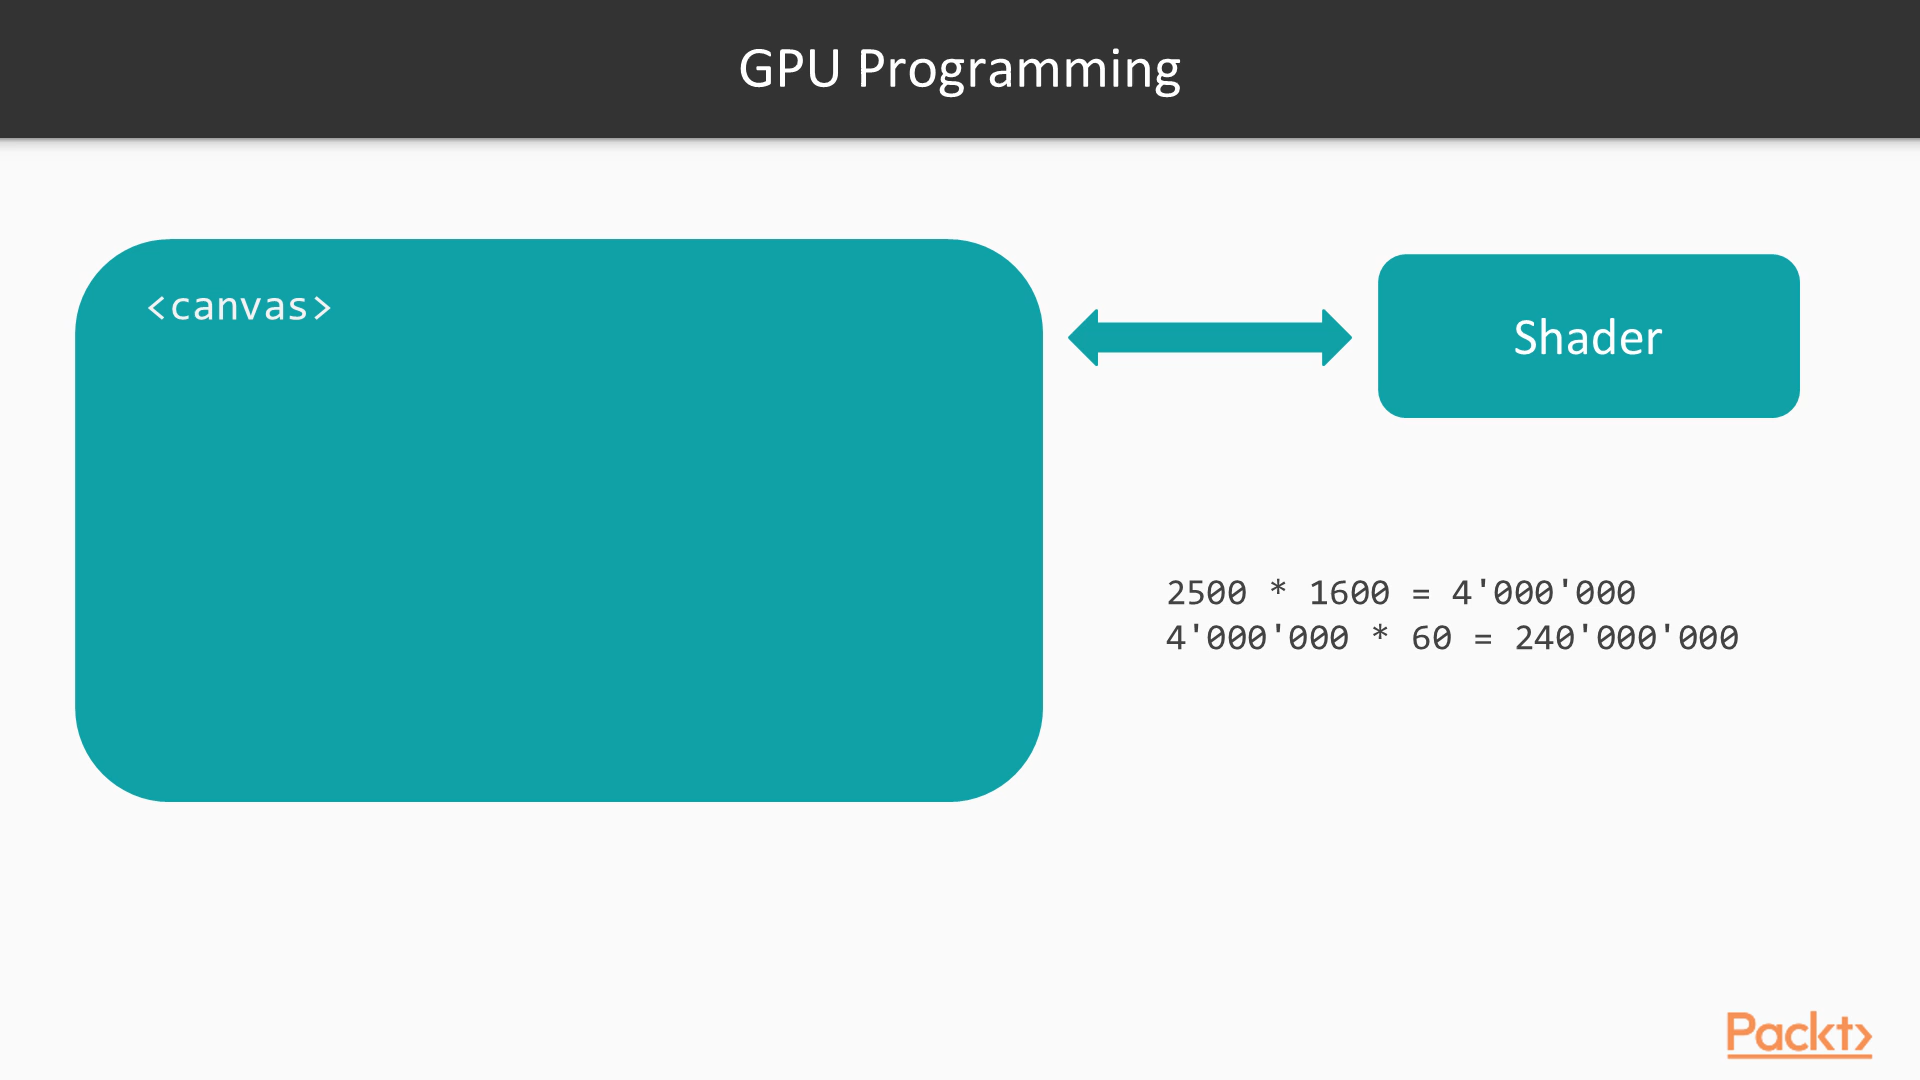 GPU Programming
<canvas>
Shader
2500 * 1600 = 4'000'000
4'000'000 * 60 = 240'000'000
Packt>